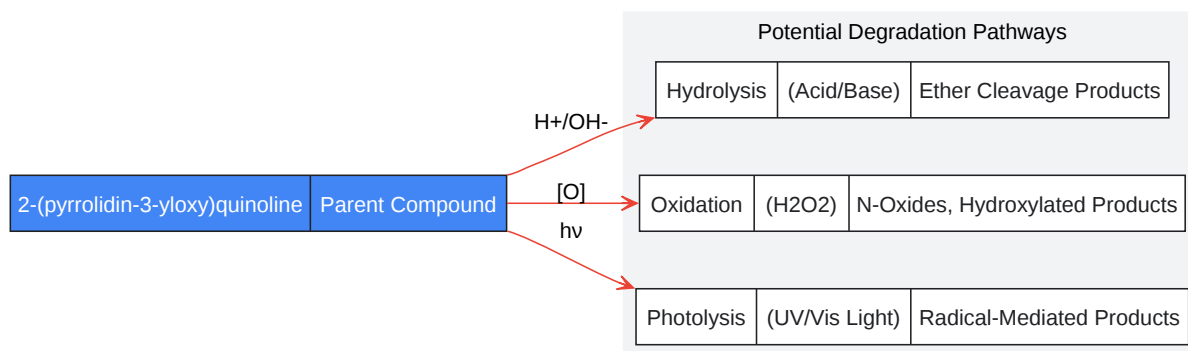 Potential Degradation Pathways
Hydrolysis (Acid/Base) Ether Cleavage Products
H+/OH-
2-(pyrrolidin-3-yloxy)quinoline Parent Compound
[O]
Oxidation (H2O2) N-Oxides, Hydroxylated Products
hν
Photolysis (UV/Vis Light) Radical-Mediated Products